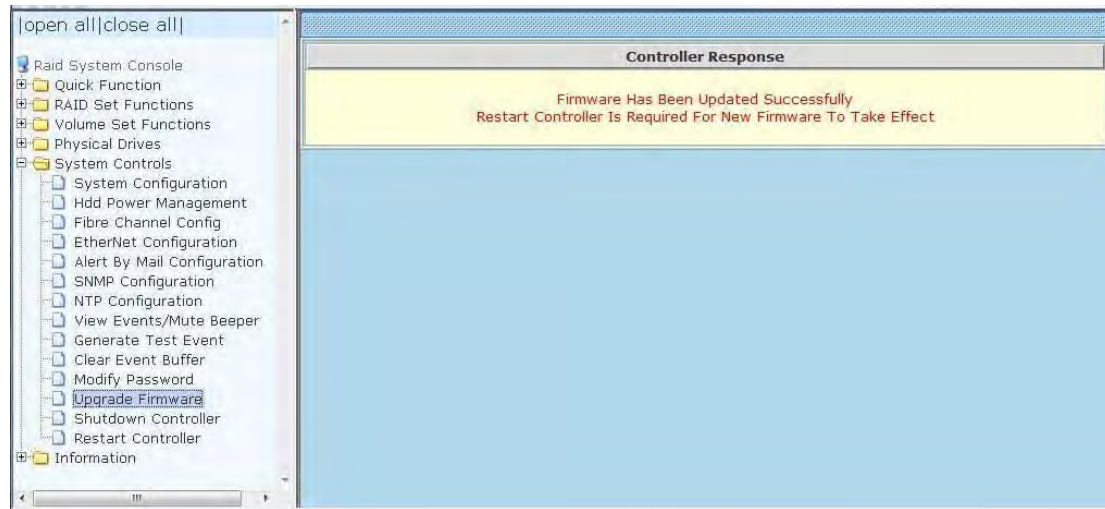 |open all|close all|
Raid System Console
Quick Function
RAID Set Functions
Volume Set Functions
Physical Drives
System Controls
System Configuration
Hdd Power Management
Fibre Channel Config
EtherNet Configuration
Alert By Mail Configuration
SNMP Configuration
NTP Configuration
View Events/Mute Beeper
Generate Test Event
Clear Event Buffer
Modify Password
Upgrade Firmware
Shutdown Controller
Restart Controller
Information
Controller Response
Firmware Has Been Updated Successfully
Restart Controller Is Required For New Firmware To Take Effect